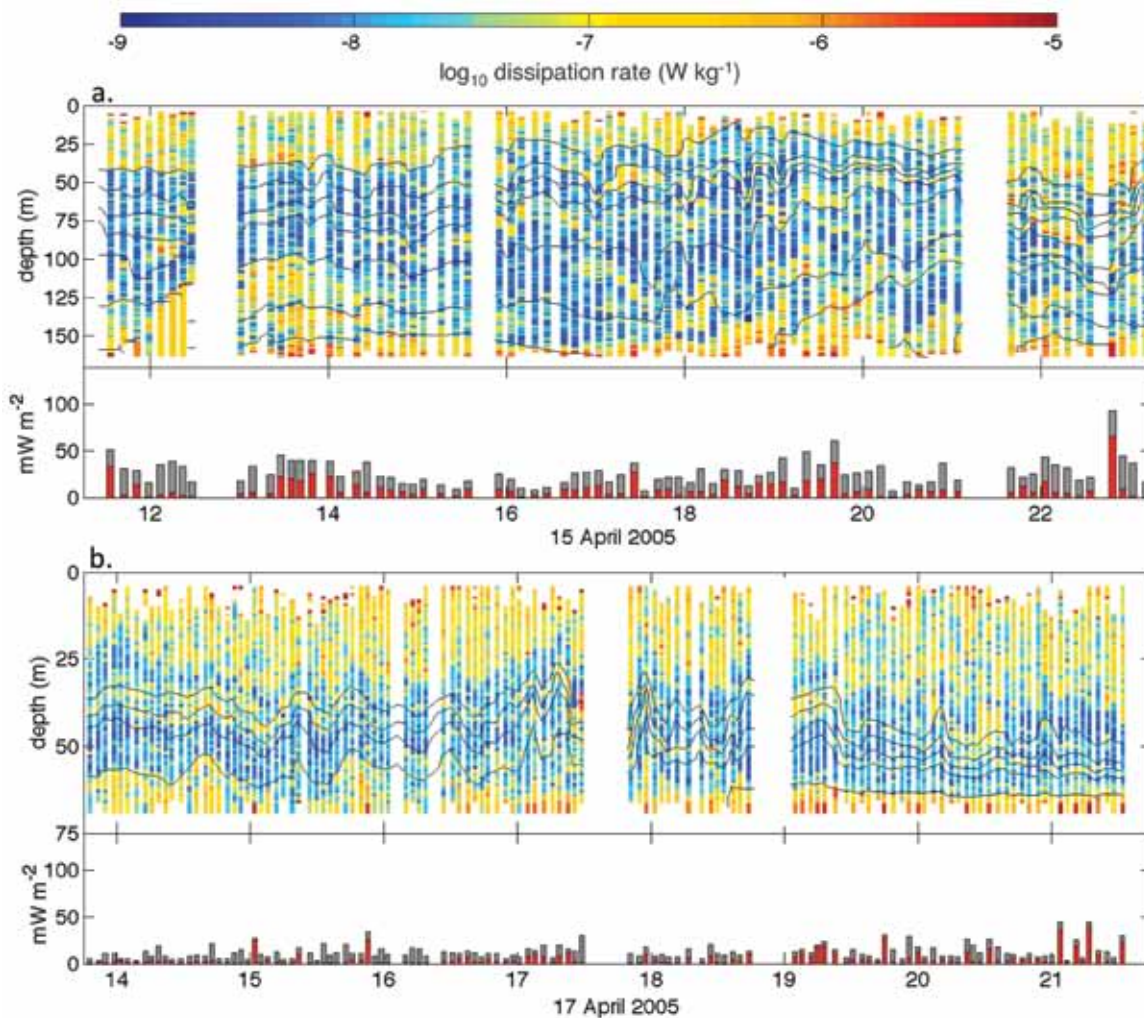 -9 -8 -7 -6 -5
log₁₀ dissipation rate (W kg⁻¹)
a.
0
25
50
75
100
125
150
depth (m)
100
50
0
mW m⁻²
12 14 16 18 20 22
15 April 2005
b.
0
25
50
75
depth (m)
100
50
0
mW m⁻²
14 15 16 17 18 19 20 21
17 April 2005